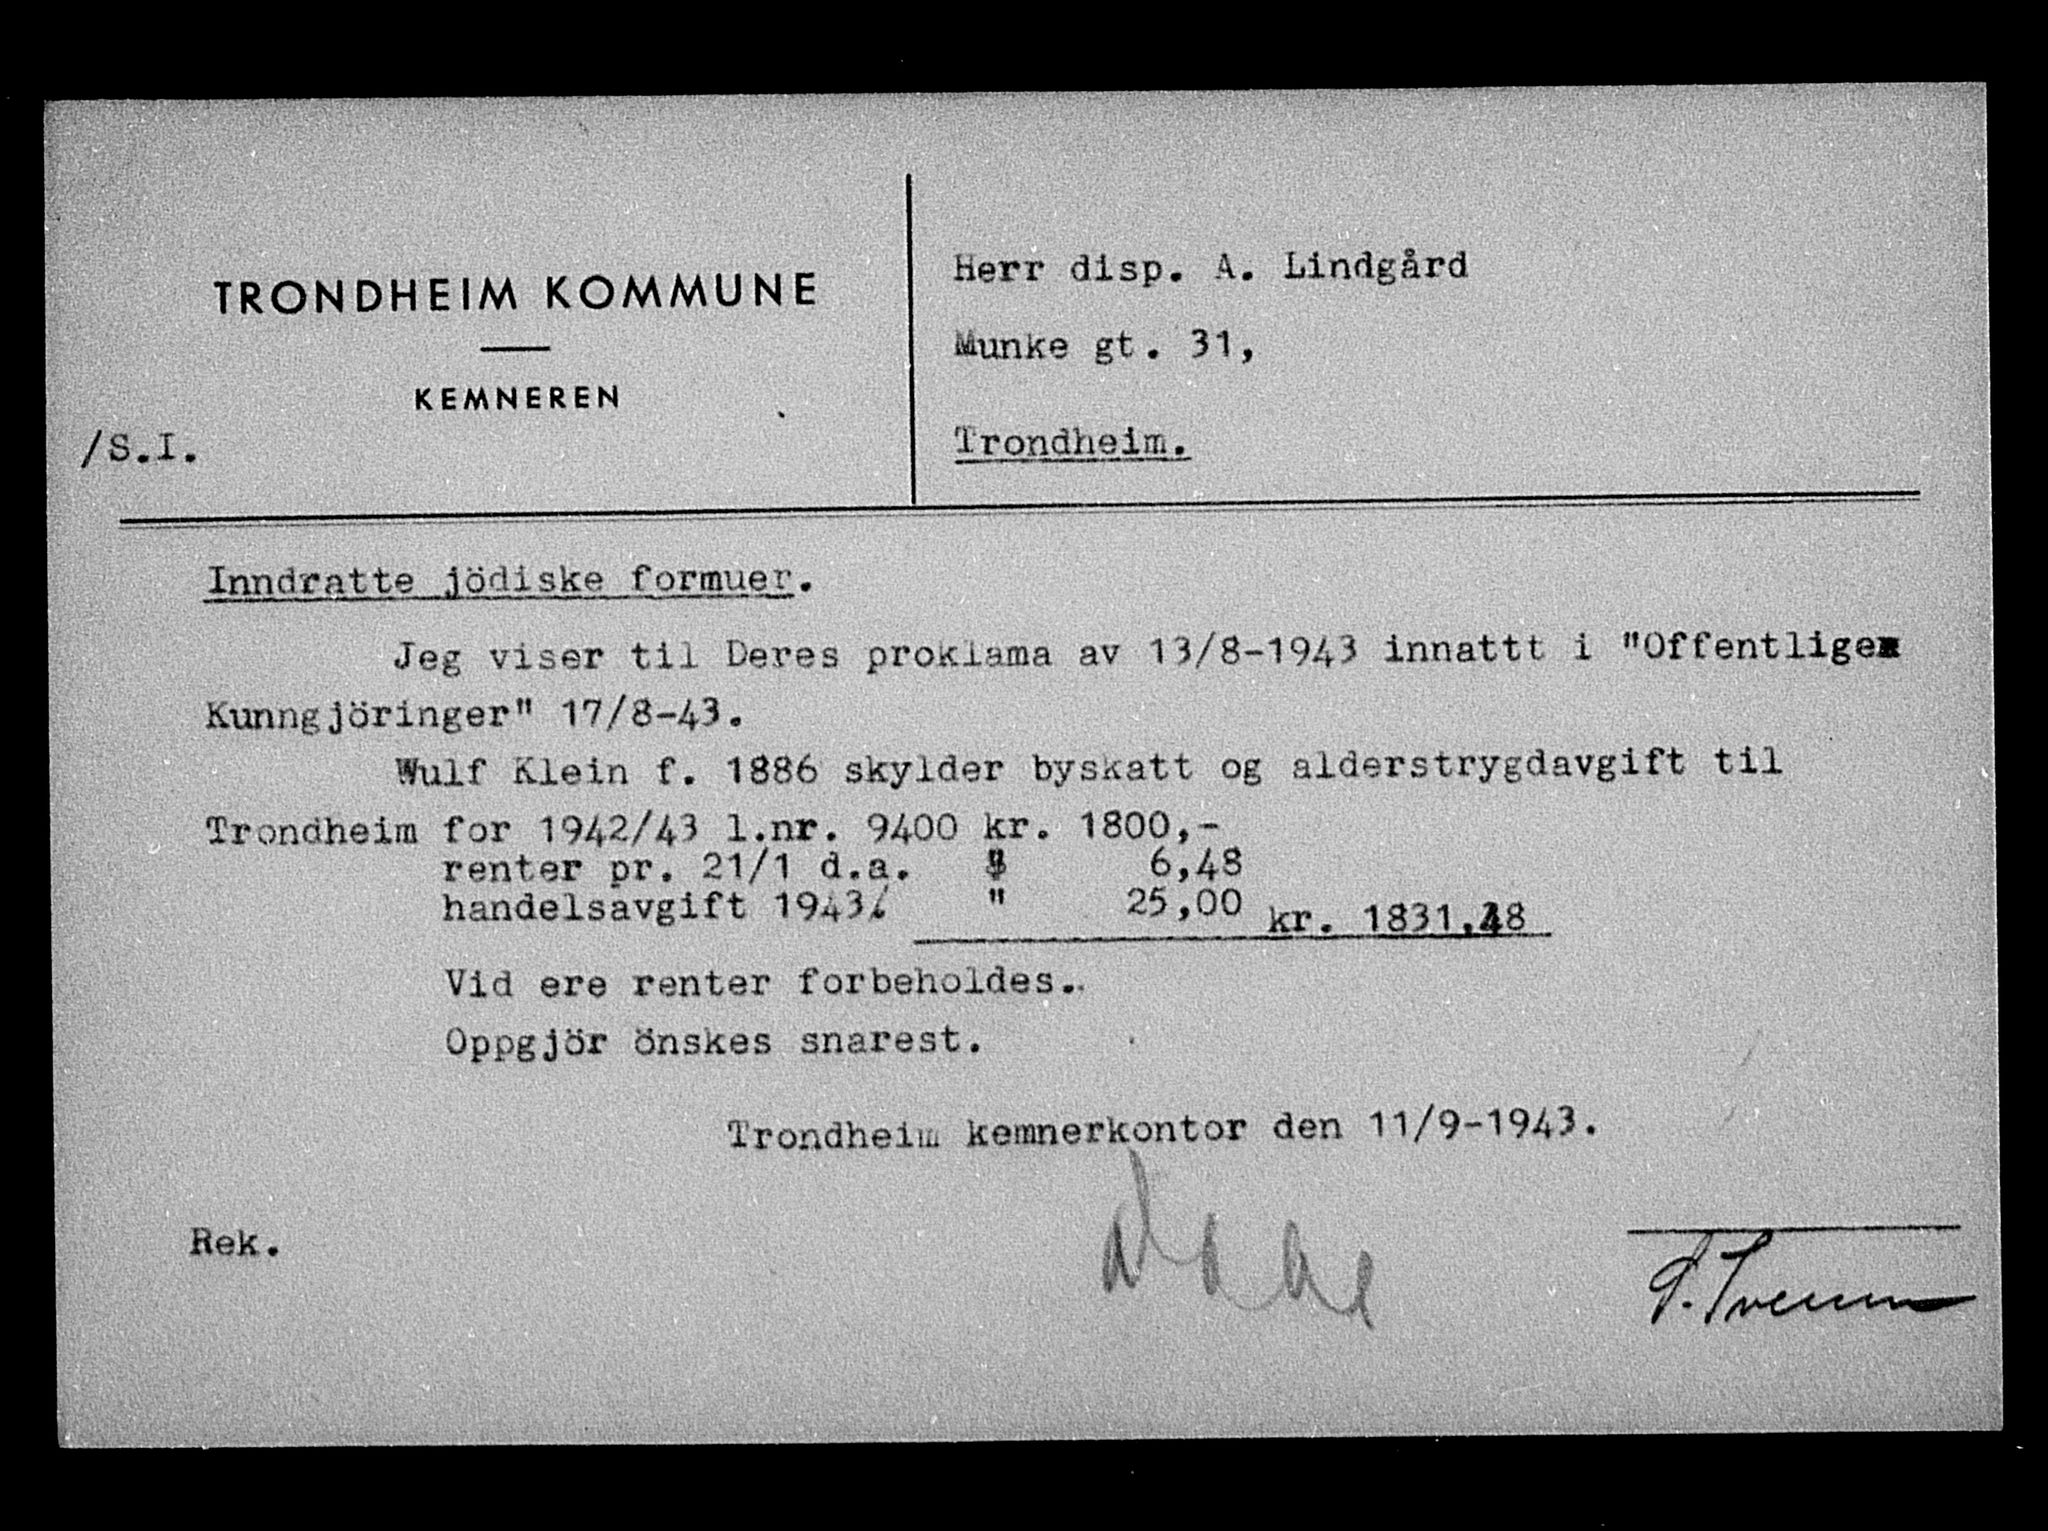 TRONDHEIM KOMMUNE
KEMNEREN
/S.I.
Herr disp. A. Lindgård
Munke gt. 31,
Trondheim.
Inndratte jödiske formuer.
Jeg viser til Deres proklama av 13/8-1943 innattt i "Offentlige
Kunngjöringer" 17/8-43.
Wulf Klein f. 1886 skylder byskatt og alderstrygdavgift til
Trondheim for 1942/43 l.nr. 9400 kr. 1800,-
renter pr. 21/1 d.a. " 6,48
handelsavgift 1943 " 25,00 kr. 1831,48
Vid ere renter forbeholdes.
Oppgjör önskes snarest.
Trondheim kemnerkontor den 11/9-1943.
Rek.